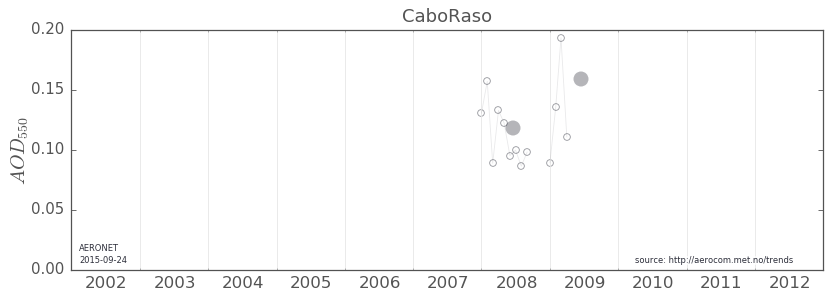 CaboRaso
0.20
0.15
0.10
0.05
0.00
AOD550
AERONET
2015-09-24
source: http://aerocom.met.no/trends
2002 2003 2004 2005 2006 2007 2008 2009 2010 2011 2012